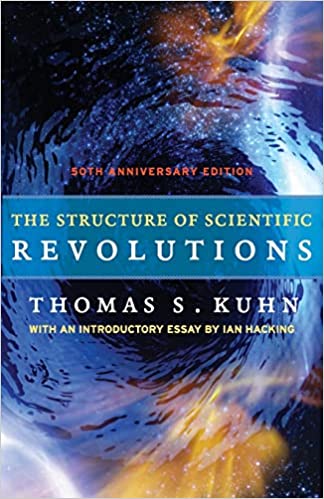 50TH ANNIVERSARY EDITION
THE STRUCTURE OF SCIENTIFIC
REVOLUTIONS
THOMAS S. KUHN
WITH AN INTRODUCTORY ESSAY BY IAN HACKING